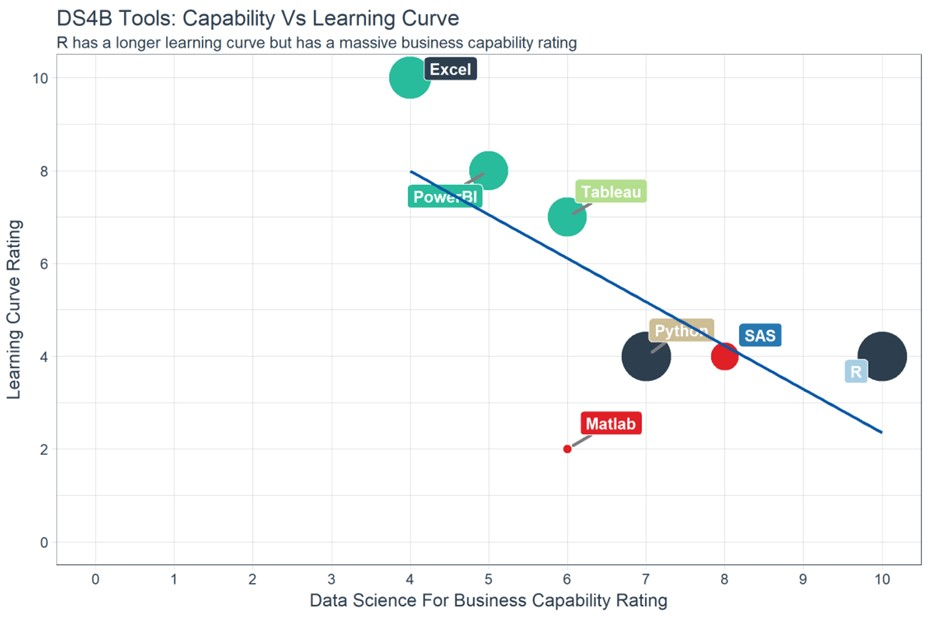 DS4B Tools: Capability Vs Learning Curve
R has a longer learning curve but has a massive business capability rating
10
Excel
8
PowerBI
Tableau
6
Learning Curve Rating
Python
SAS
4
R
Matlab
2
0
0 1 2 3 4 5 6 7 8 9 10
Data Science For Business Capability Rating